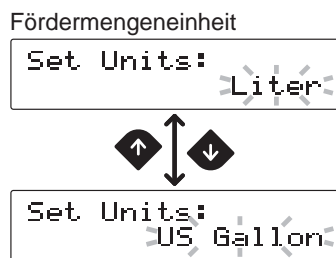 Fördermengeneinheit
Set Units:
Liter
Set Units:
US Gallon